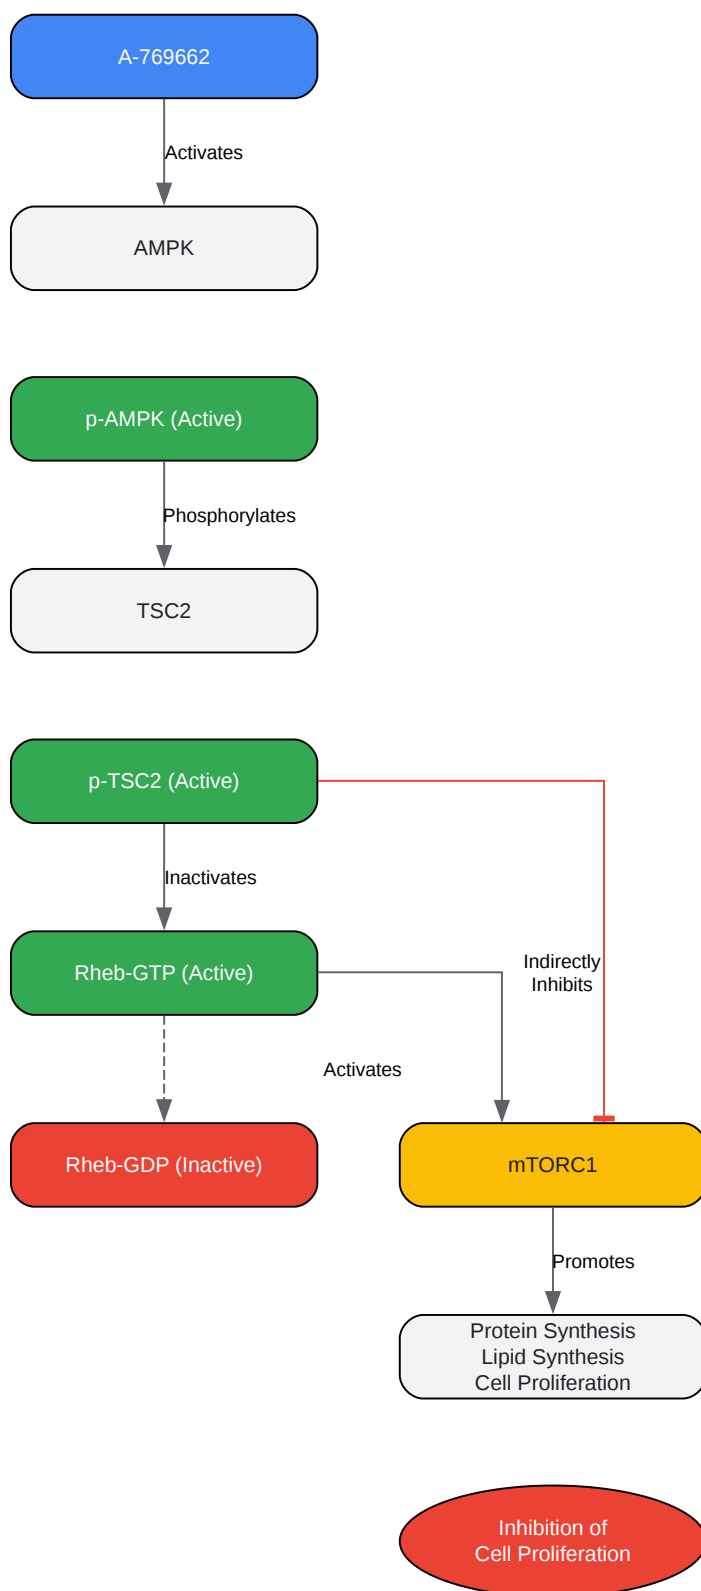 A-769662
Activates
AMPK
p-AMPK (Active)
Phosphorylates
TSC2
p-TSC2 (Active)
Inactivates
Rheb-GTP (Active)
Indirectly
Inhibits
Activates
Rheb-GDP (Inactive)
mTORC1
Promotes
Protein Synthesis
Lipid Synthesis
Cell Proliferation
Inhibition of
Cell Proliferation